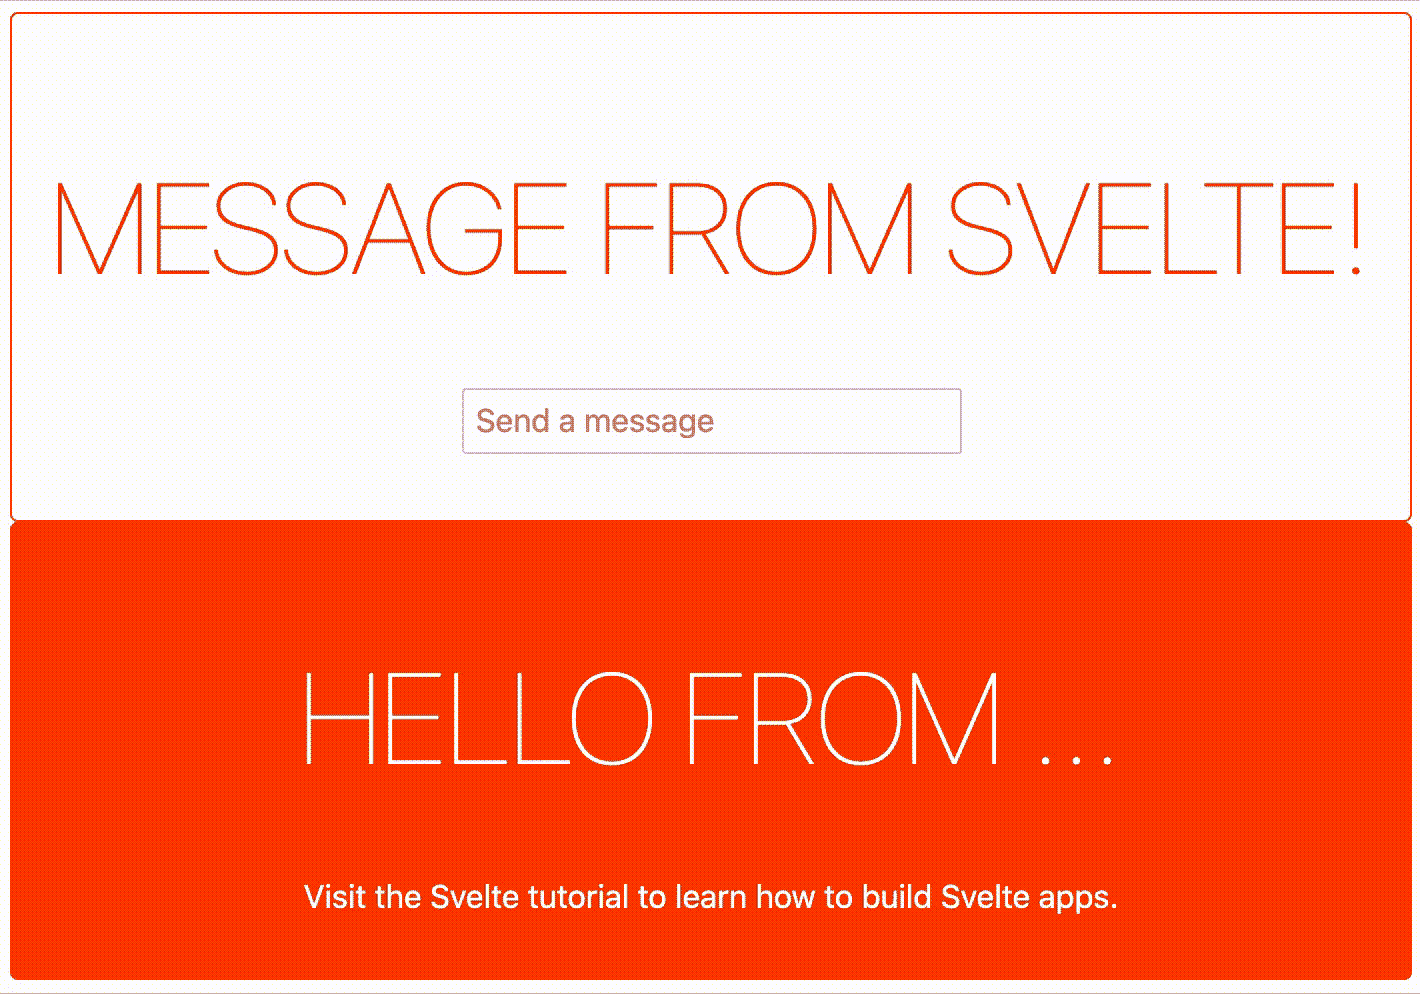 MESSAGE FROM SVELTE!
Send a message
HELLO FROM ...
Visit the Svelte tutorial to learn how to build Svelte apps.